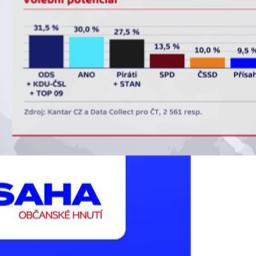 volební potenciál
31,5 % 30,0 % 27,5 % 13,5 % 10,0 % 9,5 %
ODS ANO Piráti SPD ČSSD Přísaha
+ KDU-ČSL + STAN
+ TOP 09
Zdroj: Kantar CZ a Data Collect pro ČT, 2 561 resp.
SAHA
OBČANSKÉ HNUTÍ